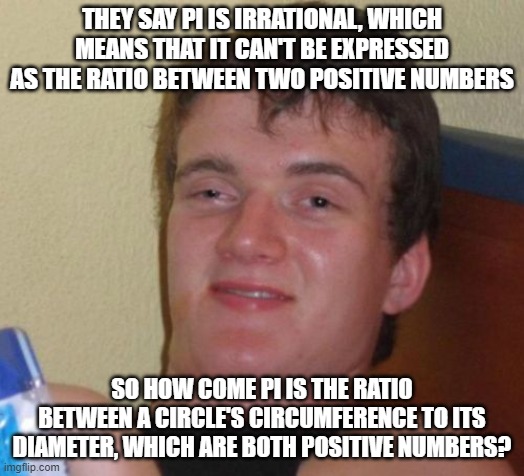 THEY SAY PI IS IRRATIONAL, WHICH
MEANS THAT IT CAN'T BE EXPRESSED
AS THE RATIO BETWEEN TWO POSITIVE NUMBERS
SO HOW COME PI IS THE RATIO
BETWEEN A CIRCLE'S CIRCUMFERENCE TO ITS
DIAMETER, WHICH ARE BOTH POSITIVE NUMBERS?
imgflip.com